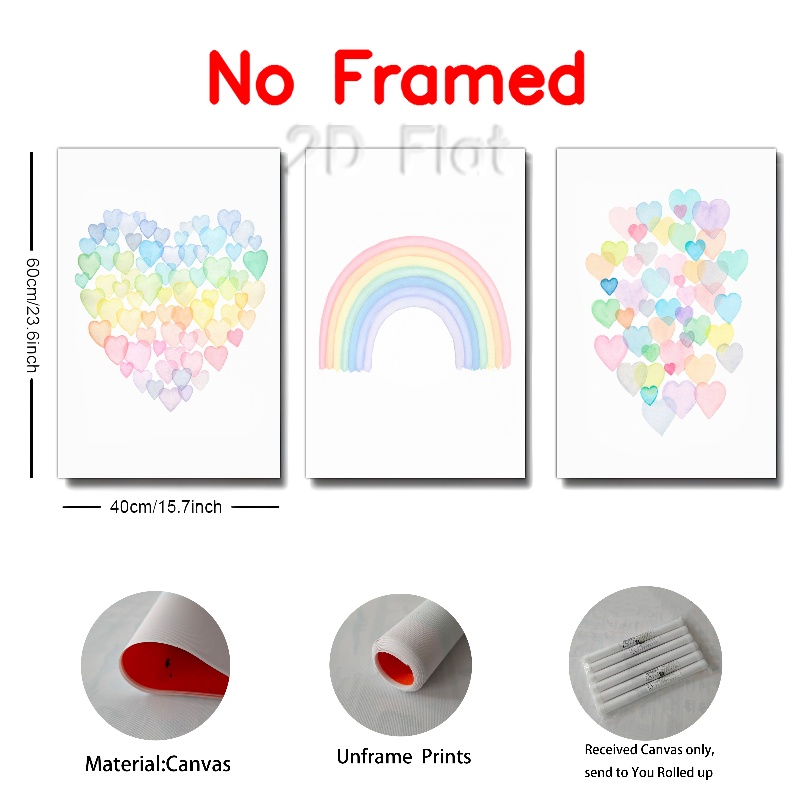 No Framed
2D Flat
60cm/23.6inch
40cm/15.7inch
Material:Canvas
Unframe Prints
Received Canvas only,
send to You Rolled up